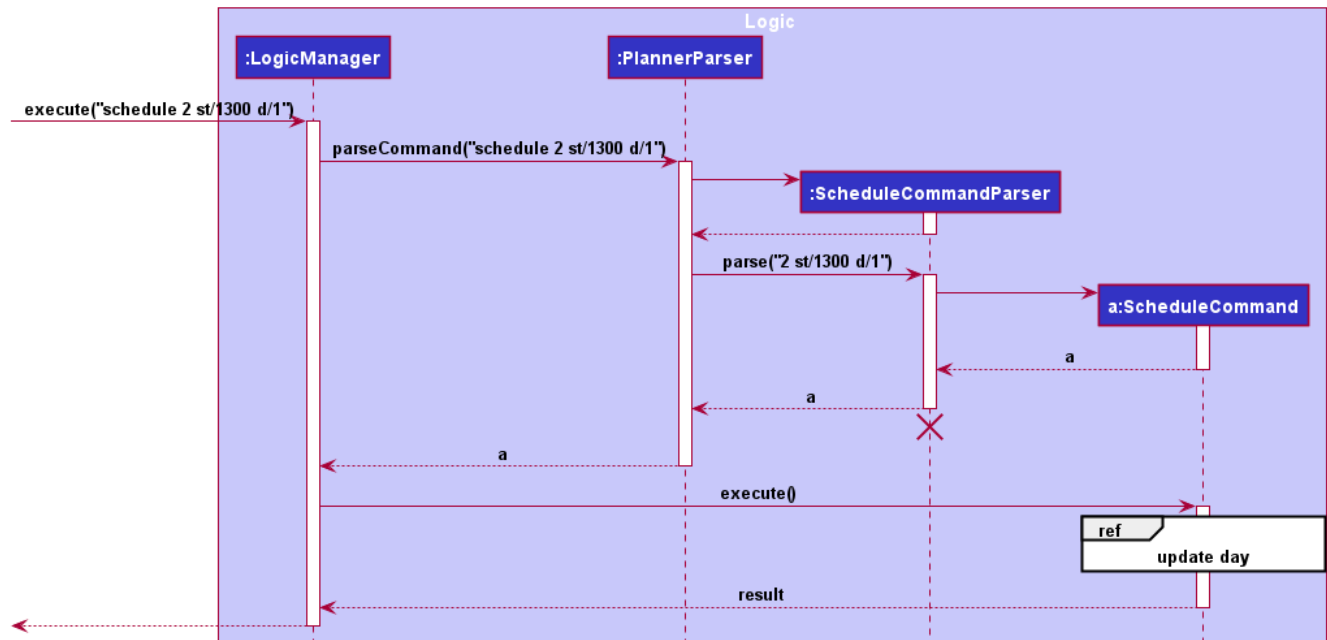 Logic
:LogicManager
:PlannerParser
execute("schedule 2 st/1300 d/1")
parseCommand("schedule 2 st/1300 d/1")
:ScheduleCommandParser
parse("2 st/1300 d/1")
a:ScheduleCommand
a
a
a
execute()
ref
update day
result